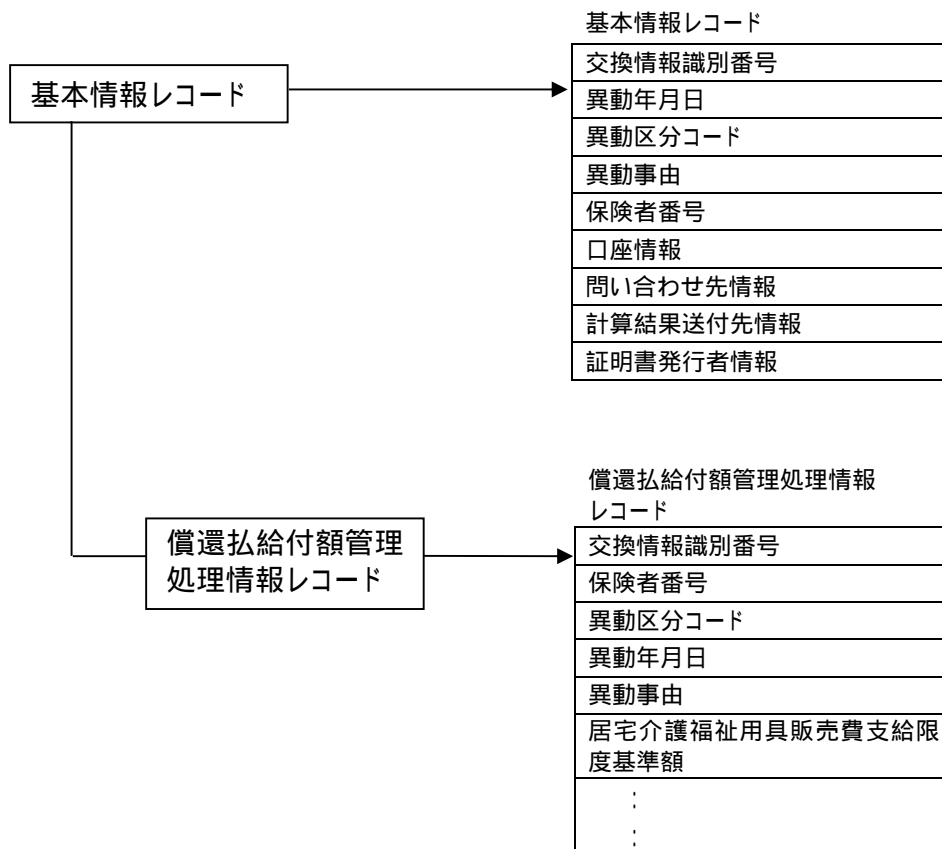 基本情報レコード
基本情報レコード
交換情報識別番号
異動年月日
異動区分コード
異動事由
保険者番号
口座情報
問い合わせ先情報
計算結果送付先情報
証明書発行者情報
償還払給付額管理
処理情報レコード
償還払給付額管理処理情報
レコード
交換情報識別番号
保険者番号
異動区分コード
異動年月日
異動事由
居宅介護福祉用具販売費支給限
度基準額
:
: